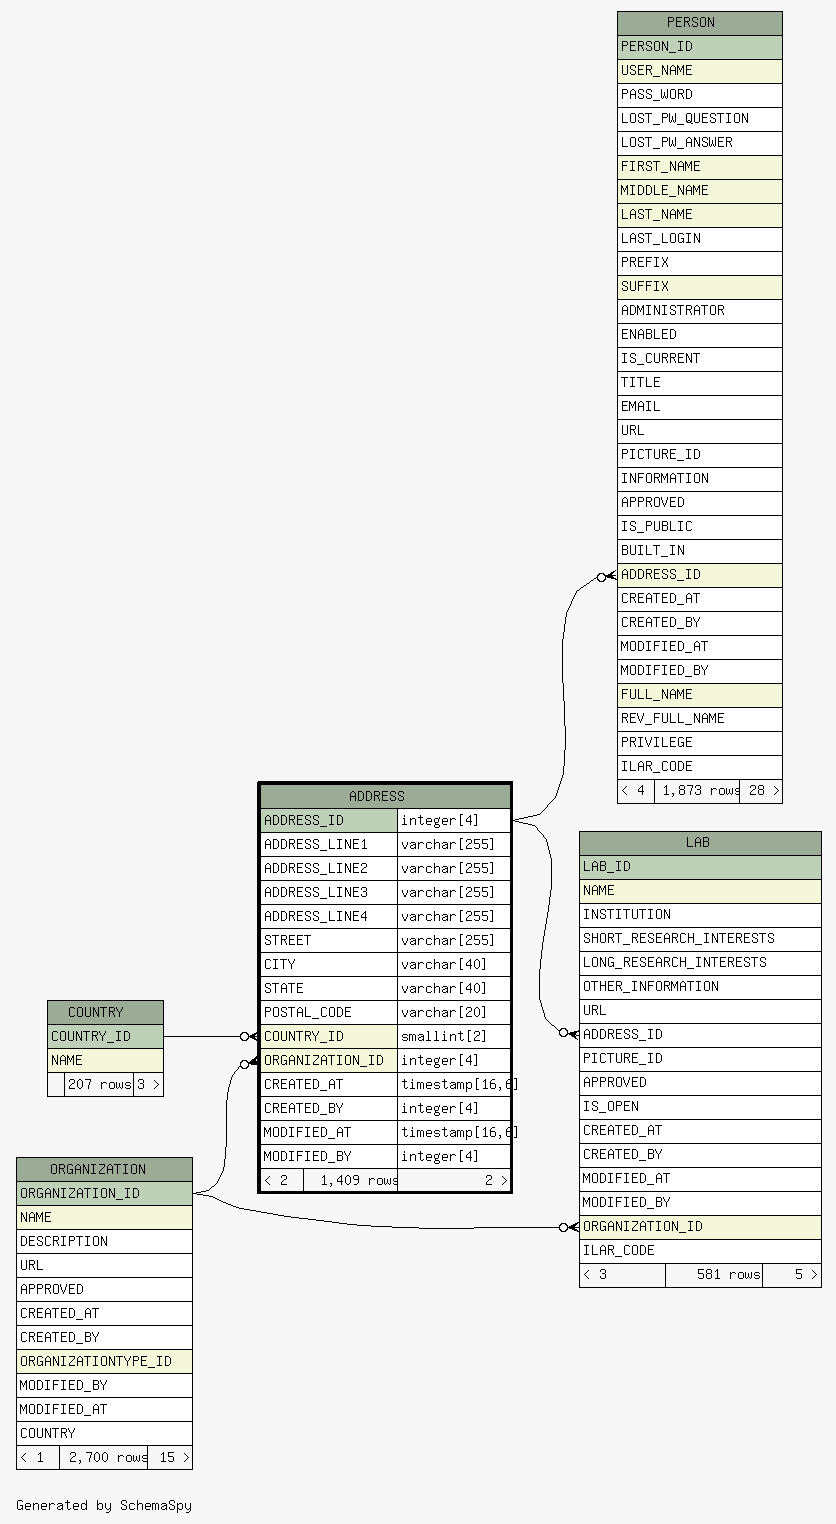 PERSON
PERSON_ID
USER_NAME
PASS_WORD
LOST_PW_QUESTION
LOST_PW_ANSWER
FIRST_NAME
MIDDLE_NAME
LAST_NAME
LAST_LOGIN
PREFIX
SUFFIX
ADMINISTRATOR
ENABLED
IS_CURRENT
TITLE
EMAIL
URL
PICTURE_ID
INFORMATION
APPROVED
IS_PUBLIC
BUILT_IN
ADDRESS_ID
CREATED_AT
CREATED_BY
MODIFIED_AT
MODIFIED_BY
FULL_NAME
REV_FULL_NAME
PRIVILEGE
ILAR_CODE
< 4 1,873 rows 28 >
ADDRESS
ADDRESS_ID integer[4]
ADDRESS_LINE1 varchar[255]
ADDRESS_LINE2 varchar[255]
ADDRESS_LINE3 varchar[255]
ADDRESS_LINE4 varchar[255]
STREET varchar[255]
CITY varchar[40]
STATE varchar[40]
POSTAL_CODE varchar[20]
COUNTRY_ID smallint[2]
ORGANIZATION_ID integer[4]
CREATED_AT timestamp[16,6]
CREATED_BY integer[4]
MODIFIED_AT timestamp[16,6]
MODIFIED_BY integer[4]
< 2 1,409 rows 2 >
LAB
LAB_ID
NAME
INSTITUTION
SHORT_RESEARCH_INTERESTS
LONG_RESEARCH_INTERESTS
OTHER_INFORMATION
URL
ADDRESS_ID
PICTURE_ID
APPROVED
IS_OPEN
CREATED_AT
CREATED_BY
MODIFIED_AT
MODIFIED_BY
ORGANIZATION_ID
ILAR_CODE
< 3 581 rows 5 >
COUNTRY
COUNTRY_ID
NAME
207 rows 3 >
ORGANIZATION
ORGANIZATION_ID
NAME
DESCRIPTION
URL
APPROVED
CREATED_AT
CREATED_BY
ORGANIZATIONTYPE_ID
MODIFIED_BY
MODIFIED_AT
COUNTRY
< 1 2,700 rows 15 >
Generated by SchemaSpy